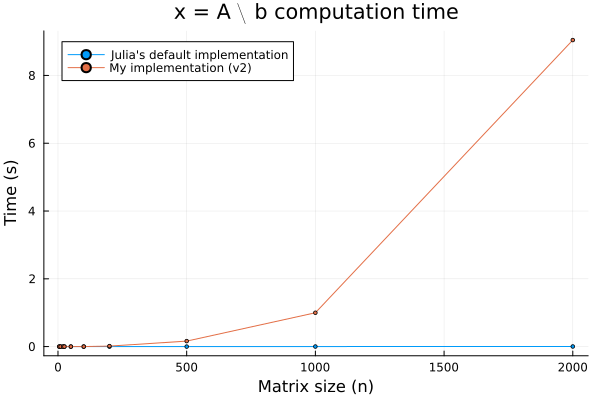 x = A \ b computation time
Julia's default implementation
My implementation (v2)
Time (s)
8
6
4
2
0
0 500 1000 1500 2000
Matrix size (n)